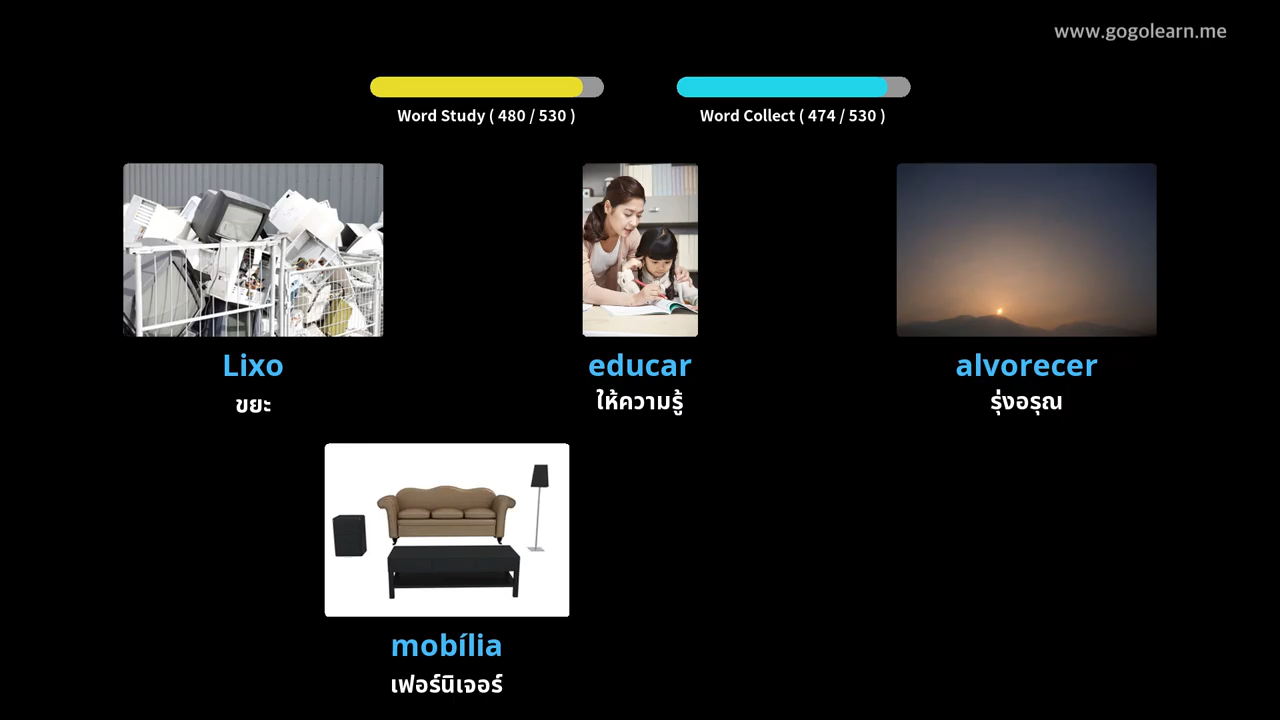 www.gogolearn.me
Word Study ( 480 / 530 )
Word Collect ( 474 / 530 )
Lixo
ขยะ
educar
ให้ความรู้
alvorecer
รุ่งอรุณ
mobília
เฟอร์นิเจอร์